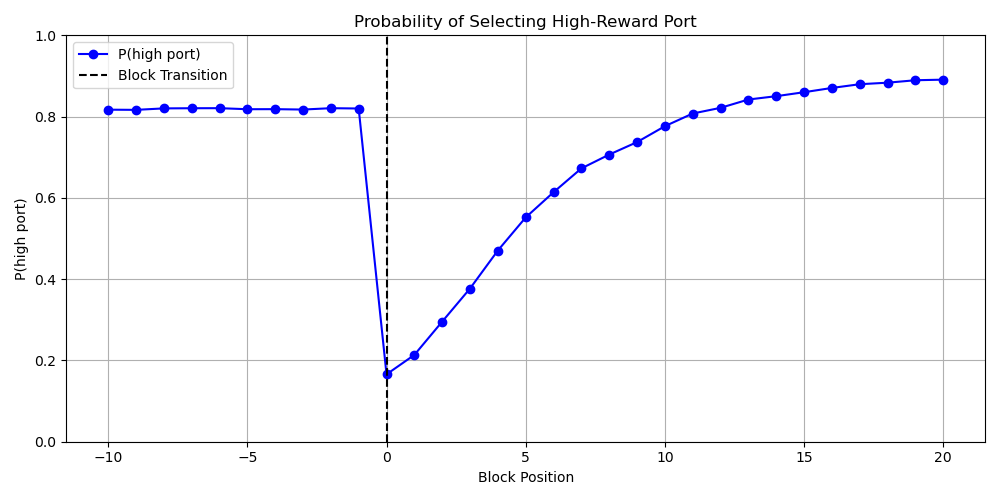 Probability of Selecting High-Reward Port
P(high port)
Block Transition
P(high port)
1.0
0.8
0.6
0.4
0.2
0.0
−10 −5 0 5 10 15 20
Block Position